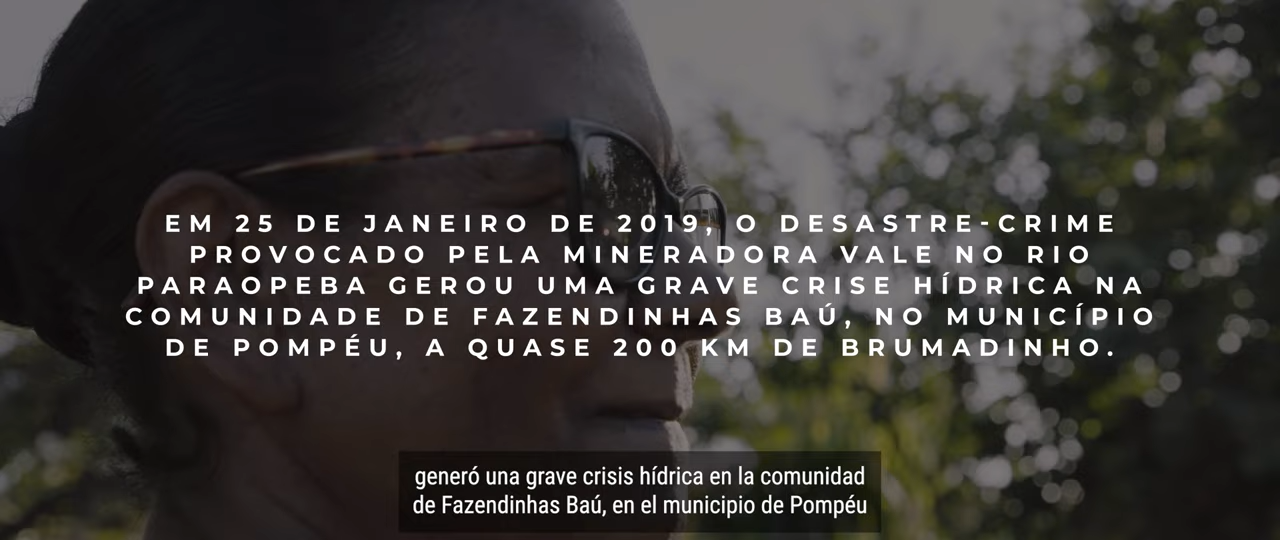 EM 25 DE JANEIRO DE 2019, O DESASTRE-CRIME
PROVOCADO PELA MINERADORA VALE NO RIO
PARAOPEBA GEROU UMA GRAVE CRISE HÍDRICA NA
COMUNIDADE DE FAZENDINHAS BAÚ, NO MUNICÍPIO
DE POMPÉU, A QUASE 200 KM DE BRUMADINHO.
generó una grave crisis hídrica en la comunidad
de Fazendinhas Baú, en el municipio de Pompéu